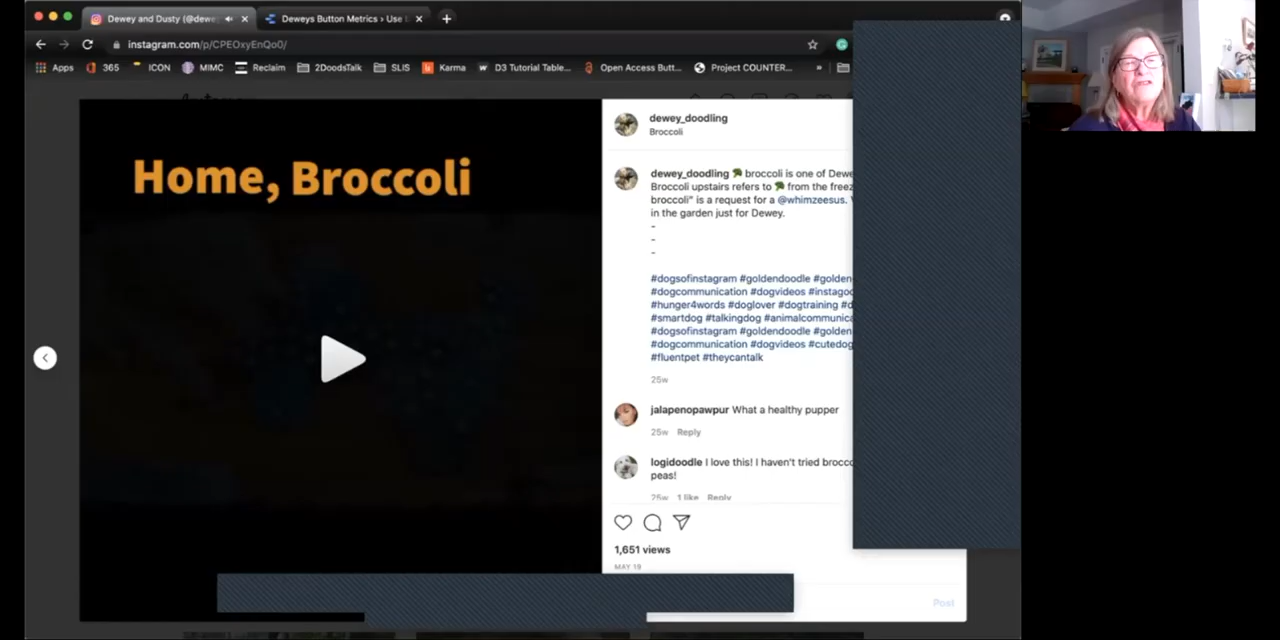 Dewey and Dusty (@dewe
Deweys Button Metrics › Use
instagram.com/p/CPEOxyEnQo0/
Apps
365
ICON
MIMC
Reclaim
2DoodsTalk
SLIS
Karma
D3 Tutorial Table...
Open Access Butt...
Project COUNTER...
»
Home, Broccoli
dewey_doodling
Broccoli
dewey_doodling 🥦 broccoli is one of Dewe
Broccoli upstairs refers to 🥦 from the freez
broccoli" is a request for a @whimzeesus.
in the garden just for Dewey.
-
-
-
#dogsofinstagram #goldendoodle #golden
#dogcommunication #dogvideos #instagoo
#hunger4words #doglover #dogtraining #d
#smartdog #talkingdog #animalcommunica
#dogsofinstagram #goldendoodle #golden
#dogcommunication #dogvideos #cutedog
#fluentpet #theycantalk
25w
jalapenopawpur What a healthy pupper
25w Reply
logidoodle I love this! I haven't tried brocco
peas!
25w 1 like Reply
1,651 views
MAY 19
Post